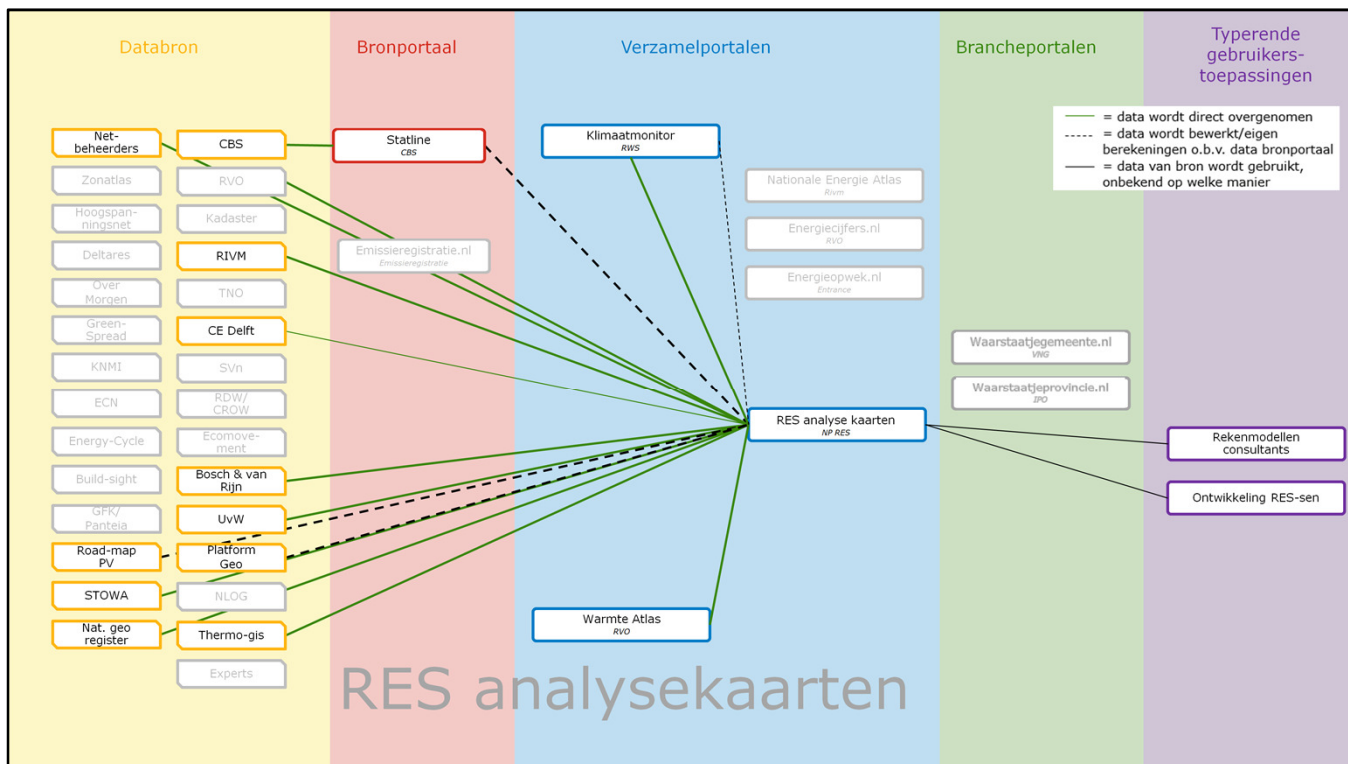 Databron
Bronportaal
Verzamelportalen
Brancheportalen
Typerende
gebruikers-
toepassingen
= data wordt direct overgenomen
= data wordt bewerkt/eigen
berekeningen o.b.v. data bronportaal
= data van bron wordt gebruikt,
onbekend op welke manier
Net-
beheerders
CBS
Zonatlas
RVO
Hoogspan-
ningsnet
Kadaster
Deltares
RIVM
Over
Morgen
TNO
Green-
Spread
CE Delft
KNMI
SVn
ECN
RDW/
CROW
Energy-Cycle
Ecomove-
ment
Build-sight
Bosch & van
Rijn
GFK/
Panteia
UvW
Road-map
PV
Platform
Geo
STOWA
NLOG
Nat. geo
register
Thermo-gis
Experts
Statline
CBS
Emissieregistratie.nl
Emissieregistratie
Klimaatmonitor
RWS
Nationale Energie Atlas
Rivm
Energiecijfers.nl
RVO
Energieopwek.nl
Entrance
RES analyse kaarten
NP RES
Warmte Atlas
RVO
Waarstaatjegemeente.nl
VNG
Waarstaatjeprovincie.nl
IPO
Rekenmodellen
consultants
Ontwikkeling RES-sen
RES analysekaarten